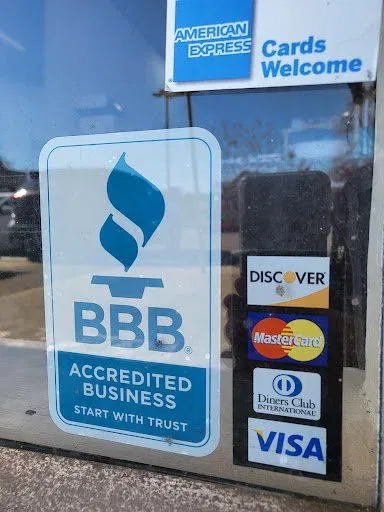 AMERICAN
EXPRESS
Cards
Welcome
BBB
®
ACCREDITED
BUSINESS
START WITH TRUST
DISCOVER
MasterCard
Diners Club
INTERNATIONAL
VISA